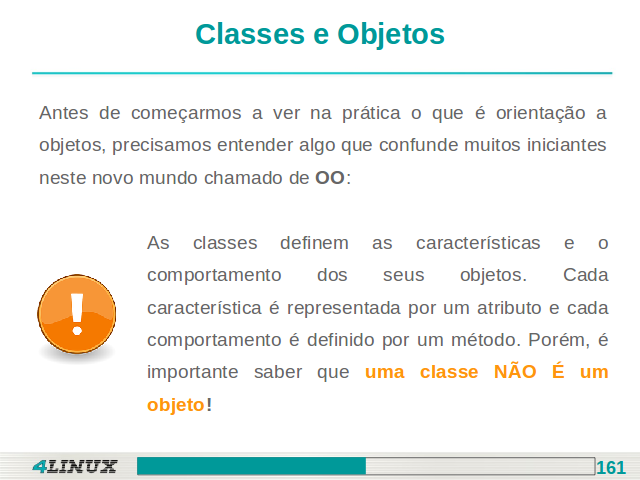 Classes e Objetos
Antes de começarmos a ver na prática o que é orientação a
objetos, precisamos entender algo que confunde muitos iniciantes
neste novo mundo chamado de OO:
As classes definem as características e o
comportamento dos seus objetos. Cada
característica é representada por um atributo e cada
comportamento é definido por um método. Porém, é
importante saber que uma classe NÃO É um
objeto!
4LINUX
161